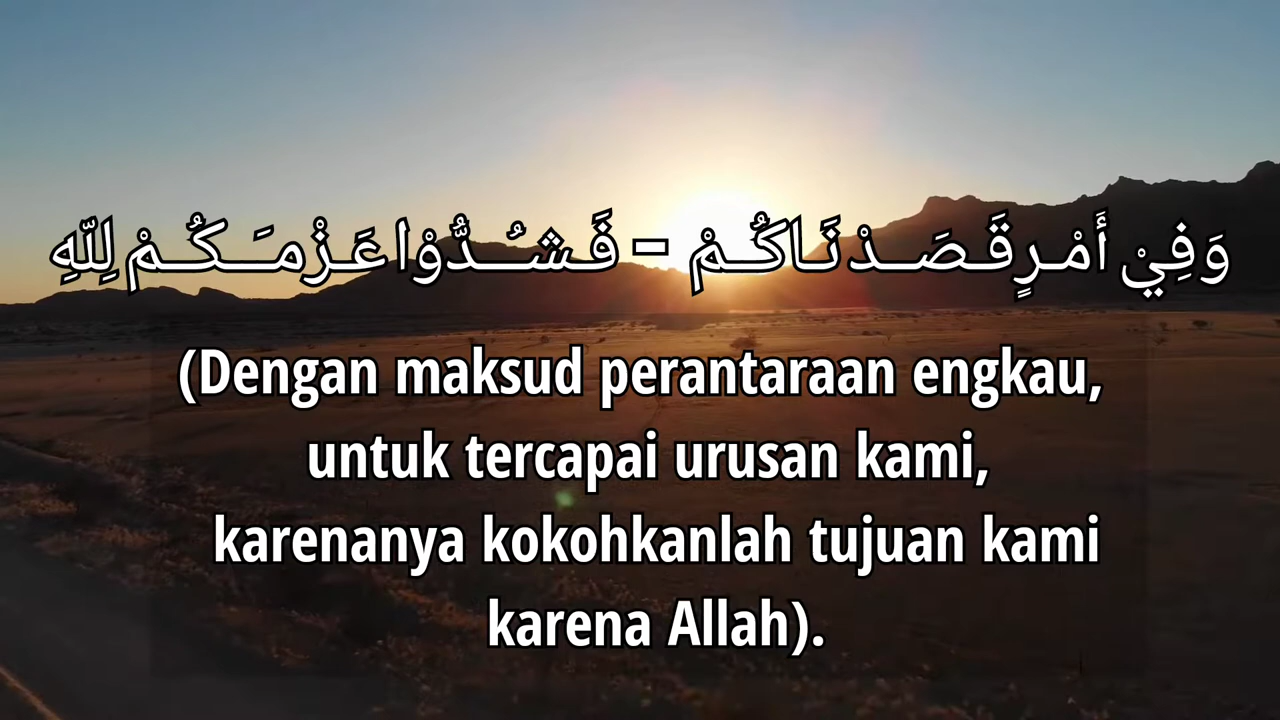 وَفِيْ أَمْرٍ قَصَدْنَاكُمْ - فَشُدُّوْا عَزْمَكُمْ لِلّٰهِ
(Dengan maksud perantaraan engkau,
untuk tercapai urusan kami,
karenanya kokohkanlah tujuan kami
karena Allah).